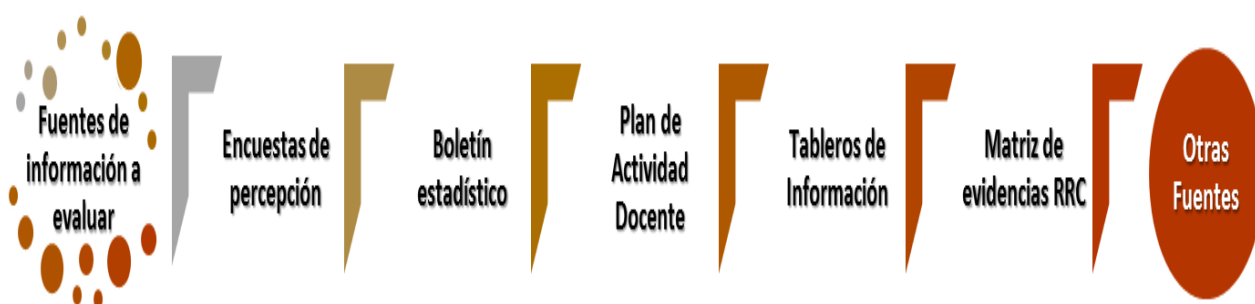 Fuentes de
información a
evaluar
Encuestas de
percepción
Boletín
estadístico
Plan de
Actividad
Docente
Tableros de
Información
Matriz de
evidencias RRC
Otras
Fuentes